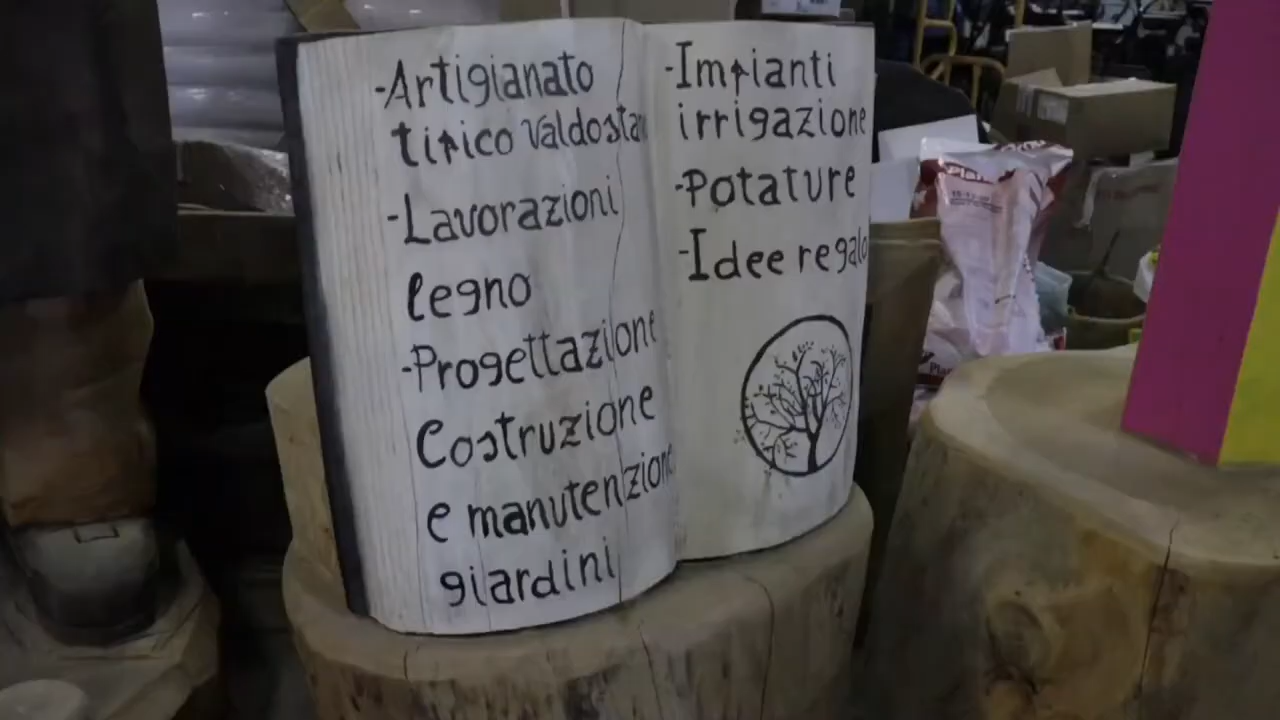 -Artigianato
tipico Valdostan
-Lavorazioni
legno
-Progettazione
Costruzione
e manutenzione
giardini
-Impianti
irrigazione
-Potature
-Idee regalo